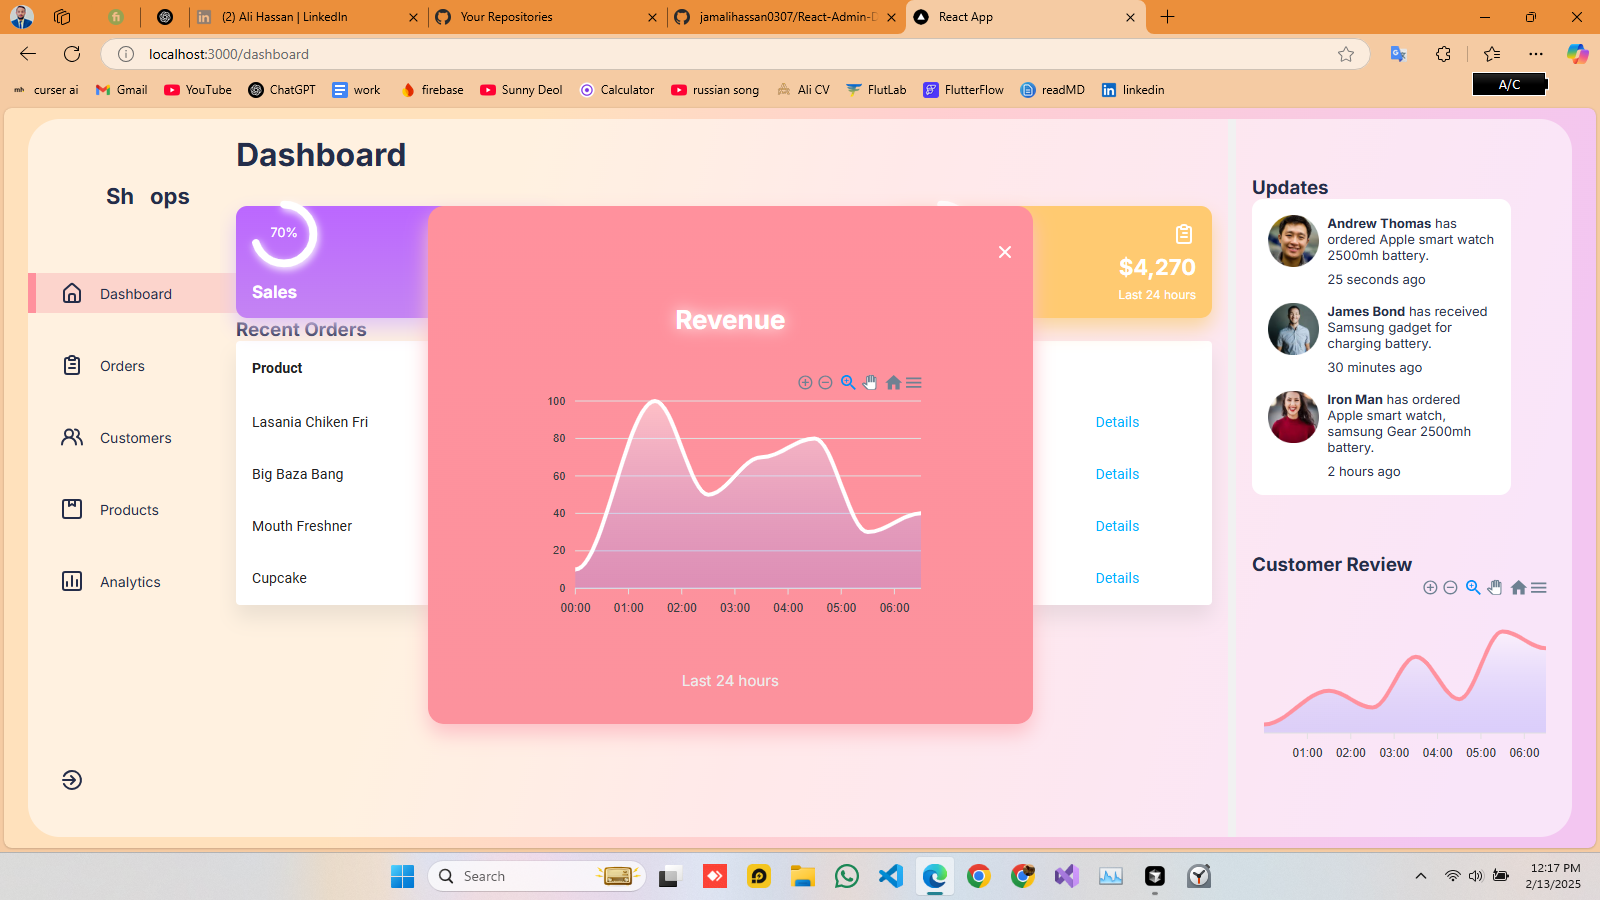 (2) Ali Hassan | LinkedIn
Your Repositories
jamalihassan0307/React-Admin-D
React App
localhost:3000/dashboard
curser ai
Gmail
YouTube
ChatGPT
work
firebase
Sunny Deol
Calculator
russian song
Ali CV
FlutLab
FlutterFlow
readMD
linkedin
A/C
Shops
Dashboard
Orders
Customers
Products
Analytics
Dashboard
70%
Sales
$4,270
Last 24 hours
Recent Orders
Product
Lasania Chiken Fri
Details
Big Baza Bang
Details
Mouth Freshner
Details
Cupcake
Details
Revenue
100
80
60
40
20
0
00:00 01:00 02:00 03:00 04:00 05:00 06:00
Last 24 hours
Updates
Andrew Thomas has
ordered Apple smart watch
2500mh battery.
25 seconds ago
James Bond has received
Samsung gadget for
charging battery.
30 minutes ago
Iron Man has ordered
Apple smart watch,
samsung Gear 2500mh
battery.
2 hours ago
Customer Review
01:00 02:00 03:00 04:00 05:00 06:00
Search
12:17 PM
2/13/2025